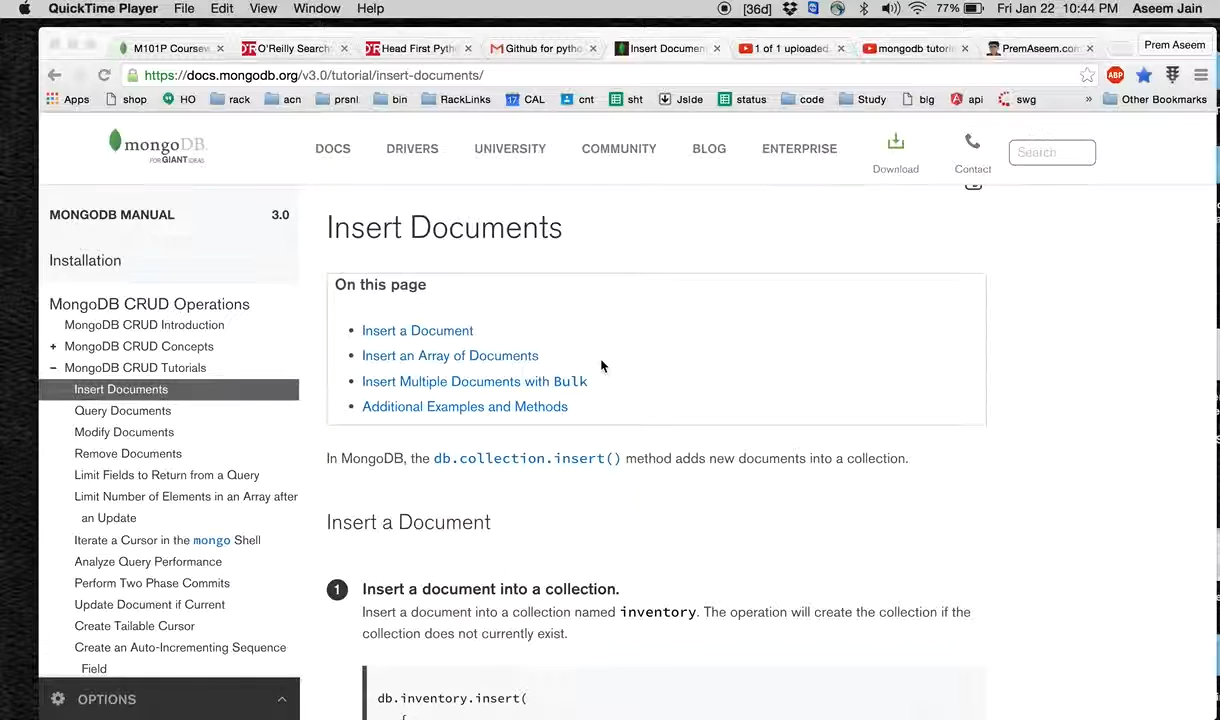 QuickTime Player File Edit View Window Help [36d] 77% Fri Jan 22 10:44 PM Aseem Jain
M101P Coursew × O'Reilly Search × Head First Pyth × Github for pytho × Insert Documen × 1 of 1 uploaded × mongodb tutori × PremAseem.co × Prem Aseem
https://docs.mongodb.org/v3.0/tutorial/insert-documents/ ABP
Apps shop HO rack acn prsnl bin RackLinks 17 CAL cnt sht Jside status code Study big api swg » Other Bookmarks
mongoDB.
FOR GIANT IDEAS
DOCS DRIVERS UNIVERSITY COMMUNITY BLOG ENTERPRISE Download Contact Search
MONGODB MANUAL 3.0
Installation
MongoDB CRUD Operations
MongoDB CRUD Introduction
+ MongoDB CRUD Concepts
– MongoDB CRUD Tutorials
Insert Documents
Query Documents
Modify Documents
Remove Documents
Limit Fields to Return from a Query
Limit Number of Elements in an Array after
an Update
Iterate a Cursor in the mongo Shell
Analyze Query Performance
Perform Two Phase Commits
Update Document if Current
Create Tailable Cursor
Create an Auto-Incrementing Sequence
Field
OPTIONS
Insert Documents
On this page
• Insert a Document
• Insert an Array of Documents
• Insert Multiple Documents with Bulk
• Additional Examples and Methods
In MongoDB, the db.collection.insert() method adds new documents into a collection.
Insert a Document
1 Insert a document into a collection.
Insert a document into a collection named inventory. The operation will create the collection if the
collection does not currently exist.
db.inventory.insert(
{